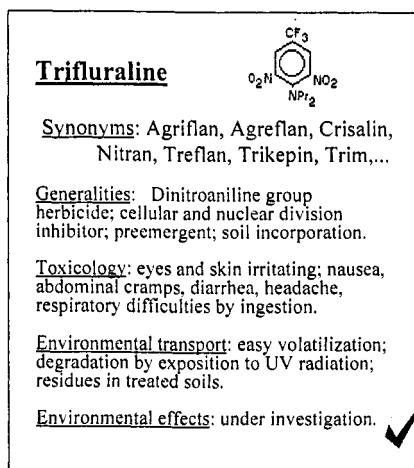 CF3
Trifluraline
O2N
NO2
NPr2
Synonyms: Agriflan, Agreflan, Crisalin,
Nitran, Treflan, Trikepin, Trim,...
Generalities: Dinitroaniline group
herbicide; cellular and nuclear division
inhibitor; preemergent; soil incorporation.
Toxicology: eyes and skin irritating; nausea,
abdominal cramps, diarrhea, headache,
respiratory difficulties by ingestion.
Environmental transport: easy volatilization;
degradation by exposition to UV radiation;
residues in treated soils.
Environmental effects: under investigation.